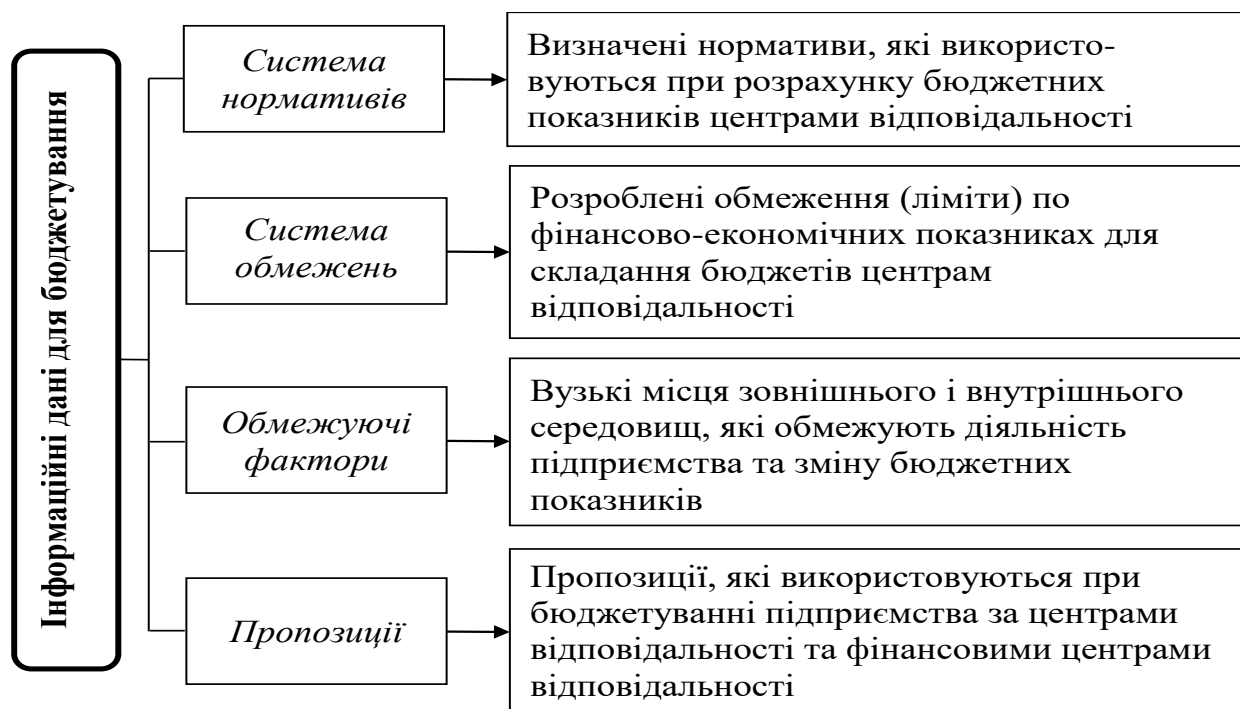 Інформаційні дані для бюджетування
Система
нормативів
Визначені нормативи, які використо-
вуються при розрахунку бюджетних
показників центрами відповідальності
Система
обмежень
Розроблені обмеження (ліміти) по
фінансово-економічних показниках для
складання бюджетів центрам
відповідальності
Обмежуючі
фактори
Вузькі місця зовнішнього і внутрішнього
середовищ, які обмежують діяльність
підприємства та зміну бюджетних
показників
Пропозиції
Пропозиції, які використовуються при
бюджетуванні підприємства за центрами
відповідальності та фінансовими центрами
відповідальності